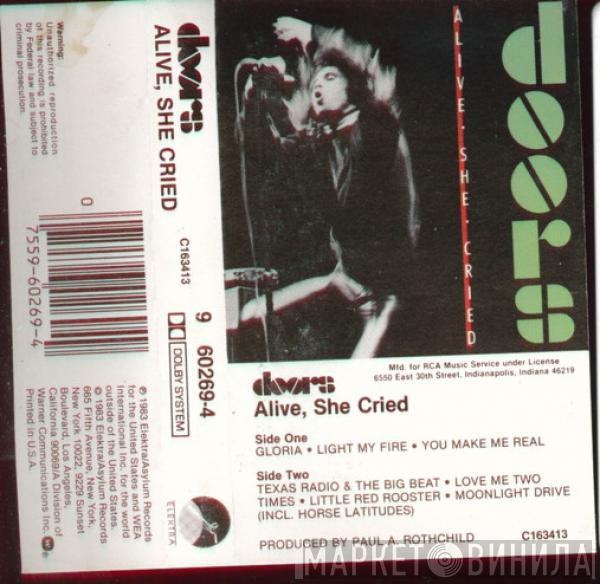 Warning:
Unauthorized reproduction
of this recording is prohibited
by Federal law and subject to
criminal prosecution.
0
7559-60269-4
doors
ALIVE, SHE CRIED
C163413
9 60269-4
DOLBY SYSTEM
℗ 1983 Elektra/Asylum Records
for the United States and WEA
International Inc. for the world
outside of the United States.
© 1983 Elektra/Asylum Records
665 Fifth Avenue, New York,
New York 10022, 9229 Sunset
Boulevard, Los Angeles,
California 90069/A Division of
Warner Communications Inc.
Printed in U.S.A.
ELEKTRA
ALIVE·SHE·CRIED
doors
Mfd. for RCA Music Service under License
6550 East 30th Street, Indianapolis, Indiana 46219
doors
Alive, She Cried
Side One
GLORIA • LIGHT MY FIRE • YOU MAKE ME REAL
Side Two
TEXAS RADIO & THE BIG BEAT • LOVE ME TWO
TIMES • LITTLE RED ROOSTER • MOONLIGHT DRIVE
(INCL. HORSE LATITUDES)
PRODUCED BY PAUL A. ROTHCHILD
C163413
МАРКЕТ ВИНИЛА